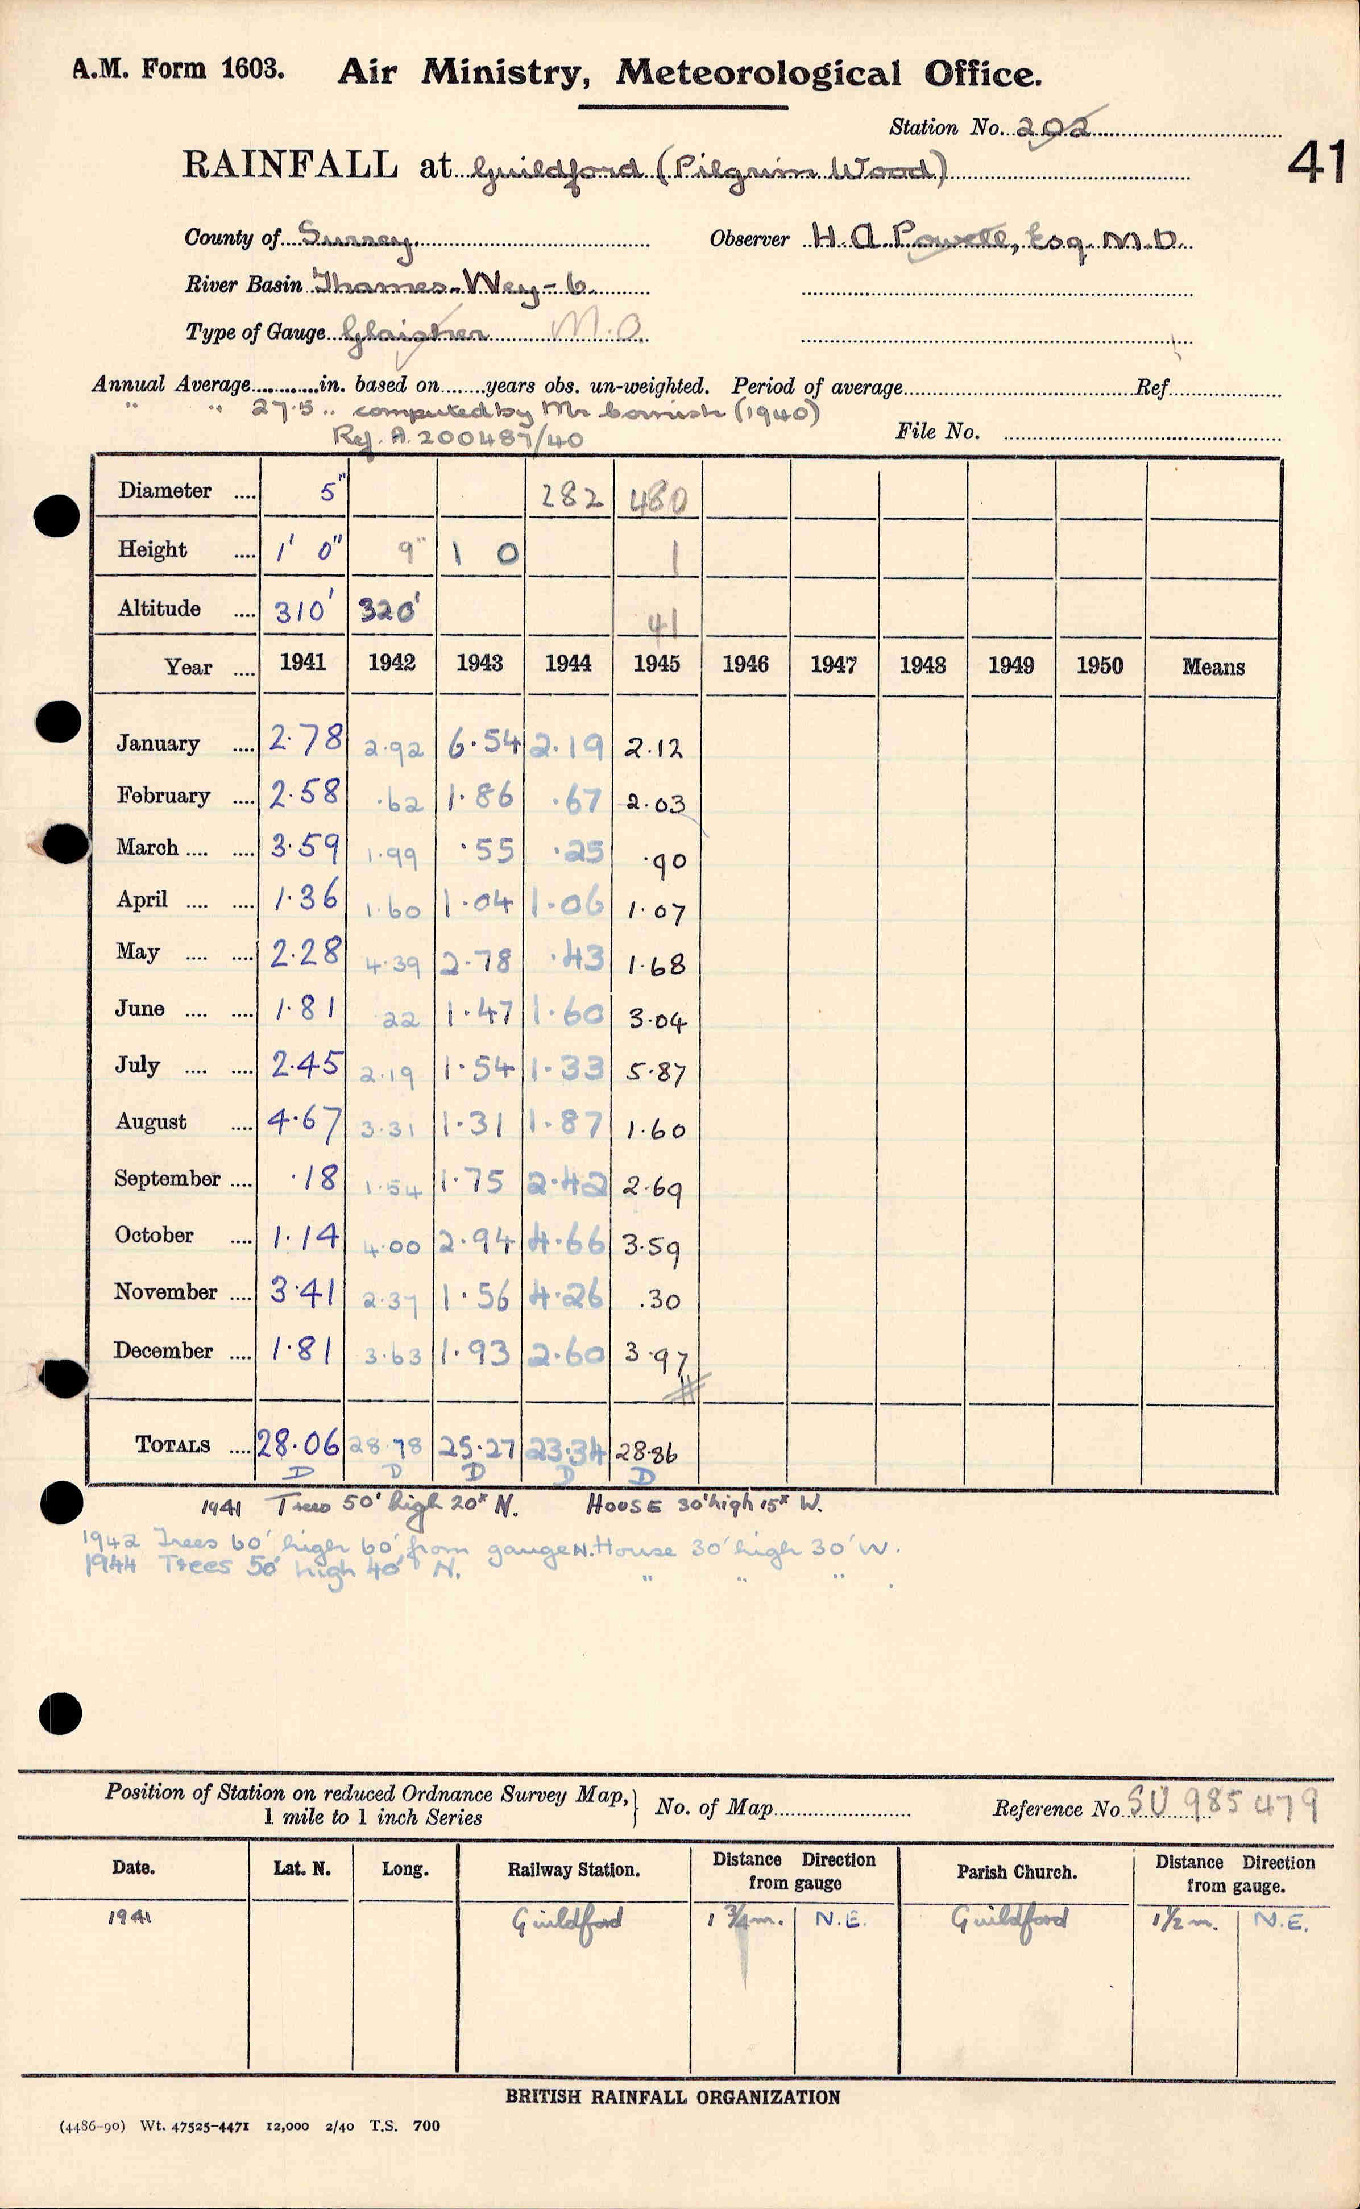 A.M. Form 1603. Air Ministry, Meteorological Office.
Station No. 202
41
RAINFALL at Guildford (Pilgrim Wood)
County of Surrey Observer H. A. Powell, Esq. M.D.
River Basin Thames-Wey-6
Type of Gauge Glaisher M.O.
Annual Average............in. based on........years obs. un-weighted. Period of average........................Ref................
" " 27.5 .. computed by Mr Cornish (1940)
Ref. A. 200487/40 File No. ................
Diameter .... 5" 282 480
Height .... 1' 0" 9" 1 0 1
Altitude .... 310' 320' 41
Year .... 1941 1942 1943 1944 1945 1946 1947 1948 1949 1950 Means
January .... 2.78 2.92 6.54 2.19 2.12
February .... 2.58 .62 1.86 .67 2.03
March .... .... 3.59 1.99 .55 .25 .90
April .... .... 1.36 1.60 1.04 1.06 1.07
May .... .... 2.28 4.39 2.78 .43 1.68
June .... .... 1.81 .22 1.47 1.60 3.04
July .... .... 2.45 2.19 1.54 1.33 5.87
August .... 4.67 3.31 1.31 1.87 1.60
September .... .18 1.54 1.75 2.42 2.69
October .... 1.14 4.00 2.94 4.66 3.59
November .... 3.41 2.37 1.56 4.26 .30
December .... 1.81 3.63 1.93 2.60 3.97
TOTALS .... 28.06 28.78 25.27 23.34 28.86
D D D D D
1941 Trees 50' high 20x N. HOUSE 30' high 15x W.
1942 Trees 60' high 60' from gauge N. House 30' high 30' W.
1944 Trees 50' high 40' N. " " " .
Position of Station on reduced Ordnance Survey Map, 1 mile to 1 inch Series } No. of Map................ Reference No. SU 985 479
Date. Lat. N. Long. Railway Station. Distance Direction from gauge Parish Church. Distance Direction from gauge.
1941 Guildford 1 3/4 m. N.E. Guildford 1 1/2 m. N.E.
BRITISH RAINFALL ORGANIZATION
(4486-90) Wt. 47525-4471 12,000 2/40 T.S. 700